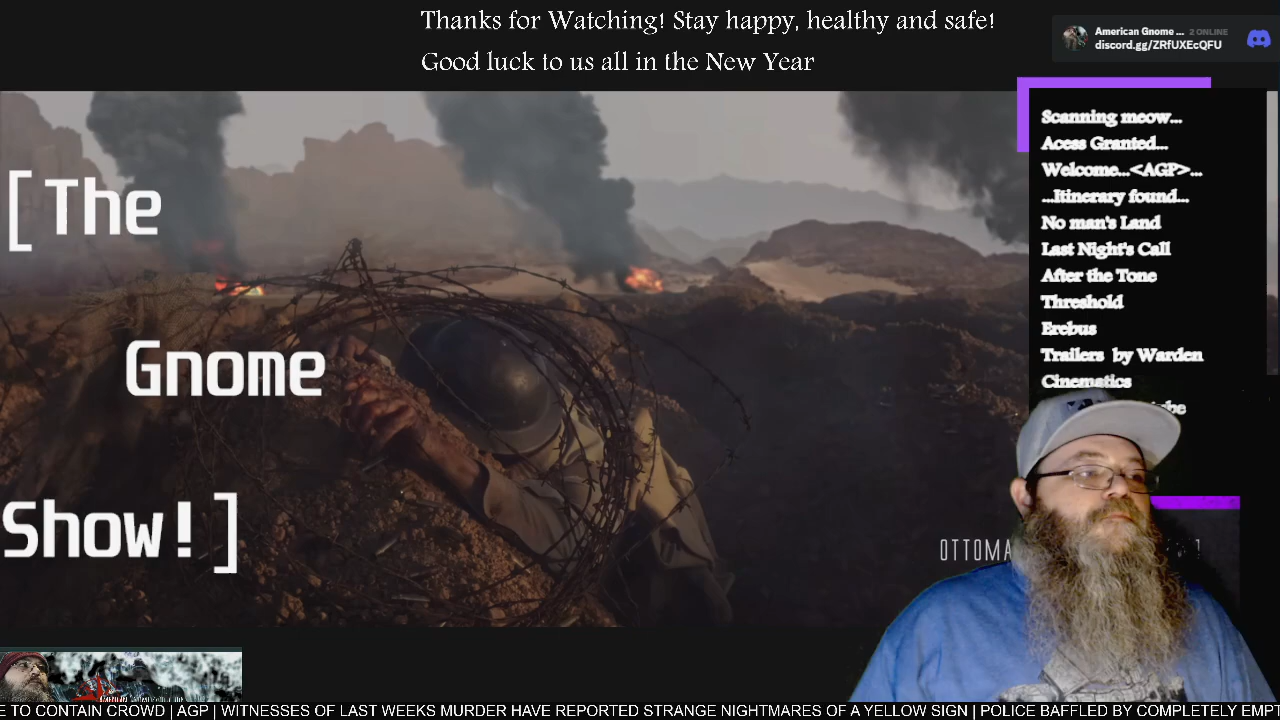 Thanks for Watching! Stay happy, healthy and safe!
Good luck to us all in the New Year
American Gnome ... 2 ONLINE
discord.gg/ZRfUXEcQFU
Scanning meow...
Acess Granted...
Welcome...<AGP>...
...Itinerary found...
No man's Land
Last Night's Call
After the Tone
Threshold
Erebus
Trailers by Warden
Cinematics
[The
Gnome
Show!]
OTTOMA
E TO CONTAIN CROWD | AGP | WITNESSES OF LAST WEEKS MURDER HAVE REPORTED STRANGE NIGHTMARES OF A YELLOW SIGN | POLICE BAFFLED BY COMPLETELY EMPT